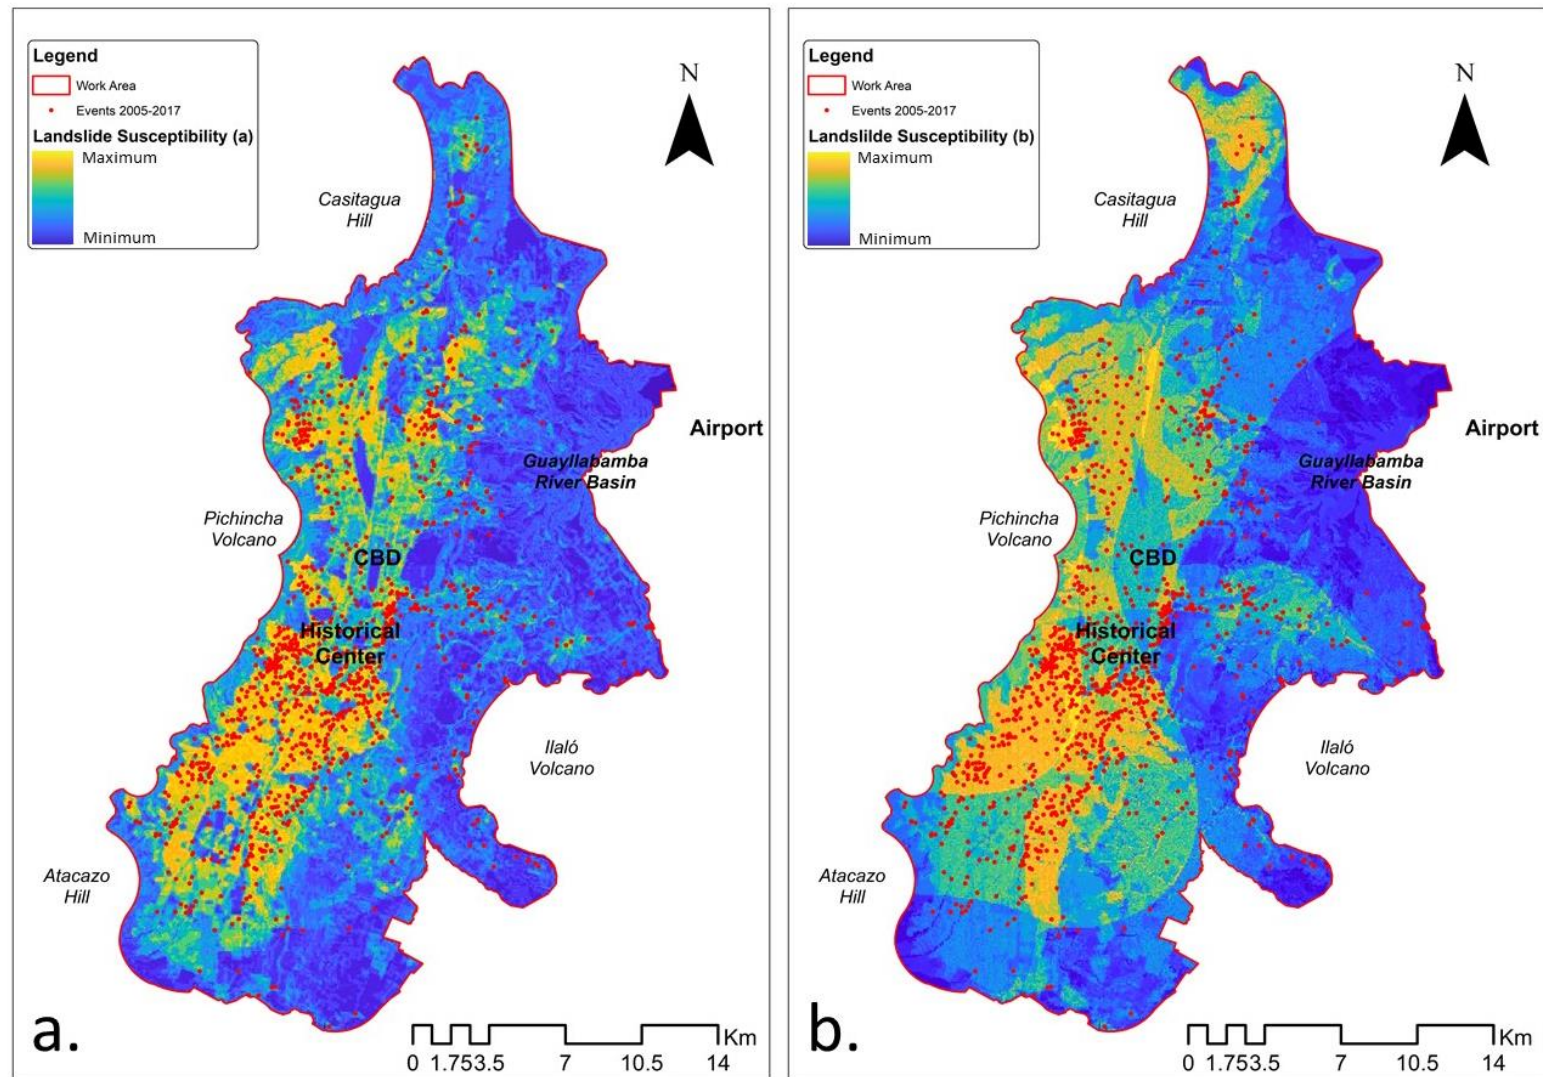 Legend
Work Area
Events 2005-2017
Landslide Susceptibility (a)
Maximum
Minimum
N
Casitagua
Hill
Airport
Guayllabamba
River Basin
Pichincha
Volcano
CBD
Historical
Center
Ilaló
Volcano
Atacazo
Hill
a.
Km
0 1.753.5 7 10.5 14
Legend
Work Area
Events 2005-2017
Landslilde Susceptibility (b)
Maximum
Minimum
N
Casitagua
Hill
Airport
Guayllabamba
River Basin
Pichincha
Volcano
CBD
Historical
Center
Ilaló
Volcano
Atacazo
Hill
b.
Km
0 1.753.5 7 10.5 14